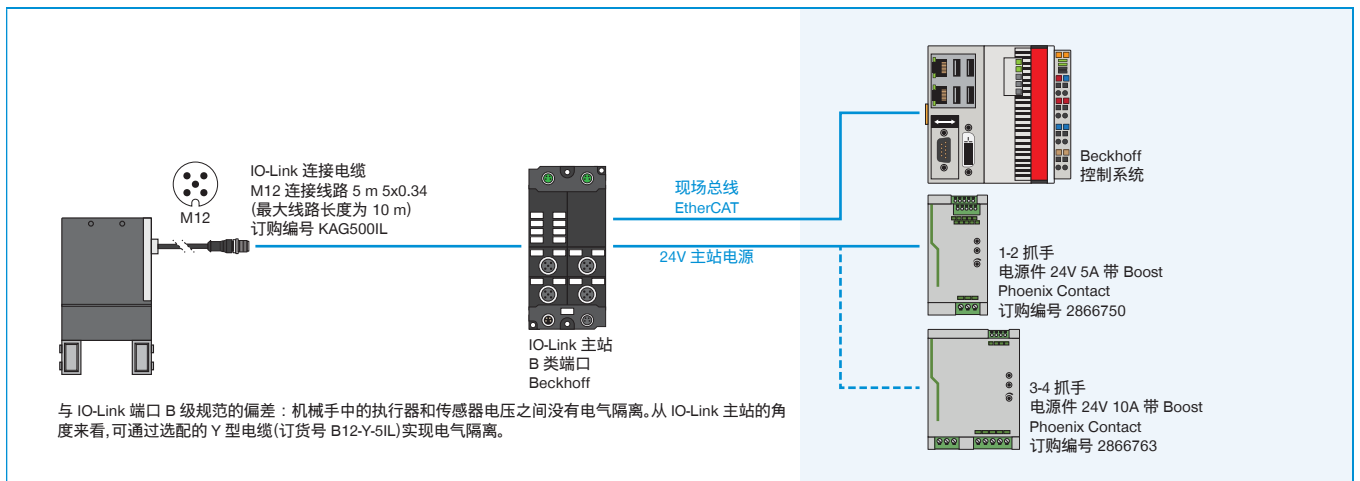 M12
IO-Link 连接电缆
M12 连接线路 5 m 5x0.34
(最大线路长度为 10 m)
订购编号 KAG500IL
IO-Link 主站
B 类端口
Beckhoff
现场总线
EtherCAT
24V 主站电源
Beckhoff
控制系统
1-2 抓手
电源件 24V 5A 带 Boost
Phoenix Contact
订购编号 2866750
3-4 抓手
电源件 24V 10A 带 Boost
Phoenix Contact
订购编号 2866763
与 IO-Link 端口 B 级规范的偏差：机械手中的执行器和传感器电压之间没有电气隔离。从 IO-Link 主站的角
度来看，可通过选配的 Y 型电缆(订货号 B12-Y-5IL)实现电气隔离。